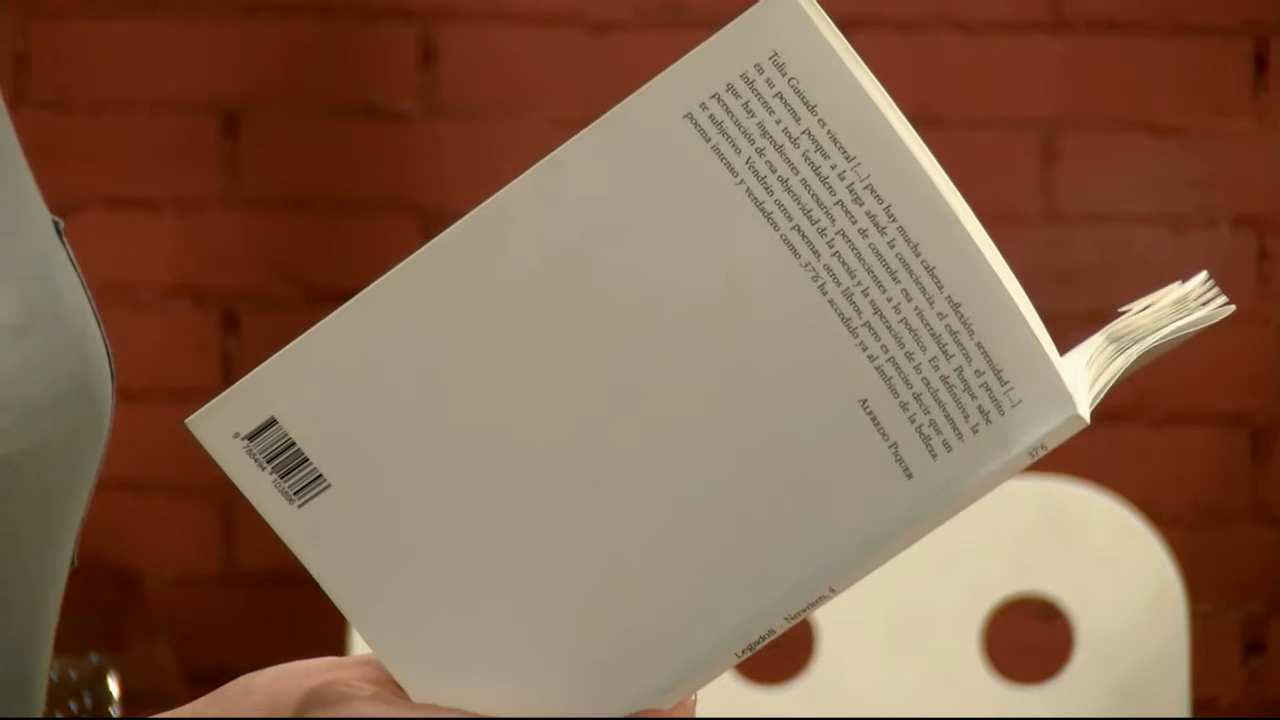 Tulia Guisado es visceral [...] pero hay mucha cabeza, reflexión, serenidad [...]
en su poema, porque a la larga añade la consciencia, el esfuerzo, el prurito
inherente a todo verdadero poeta de controlar esa visceralidad. Porque sabe
que hay ingredientes necesarios, pertenecientes a lo poético. En definitiva, la
persecución de esa objetividad de la poesía y la superación de lo exclusivamen-
te subjetivo. Vendrán otros poemas, otros libros, pero es preciso decir que un
poema intenso y verdadero como 37'6 ha accedido ya al ámbito de la belleza.
ALFREDO PIQUER
9 788494 103896
Legados Netwriters, 4
37'6